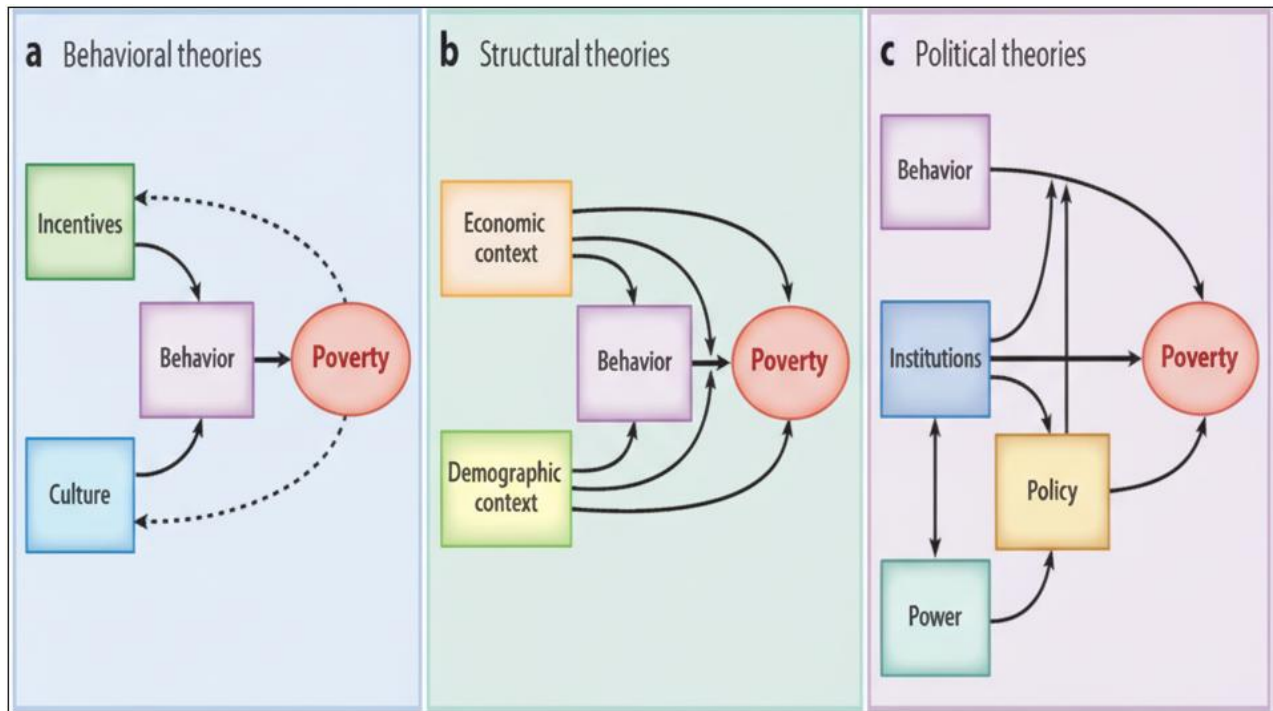 a Behavioral theories
Incentives
Behavior
Poverty
Culture
b Structural theories
Economic
context
Behavior
Poverty
Demographic
context
c Political theories
Behavior
Institutions
Poverty
Policy
Power